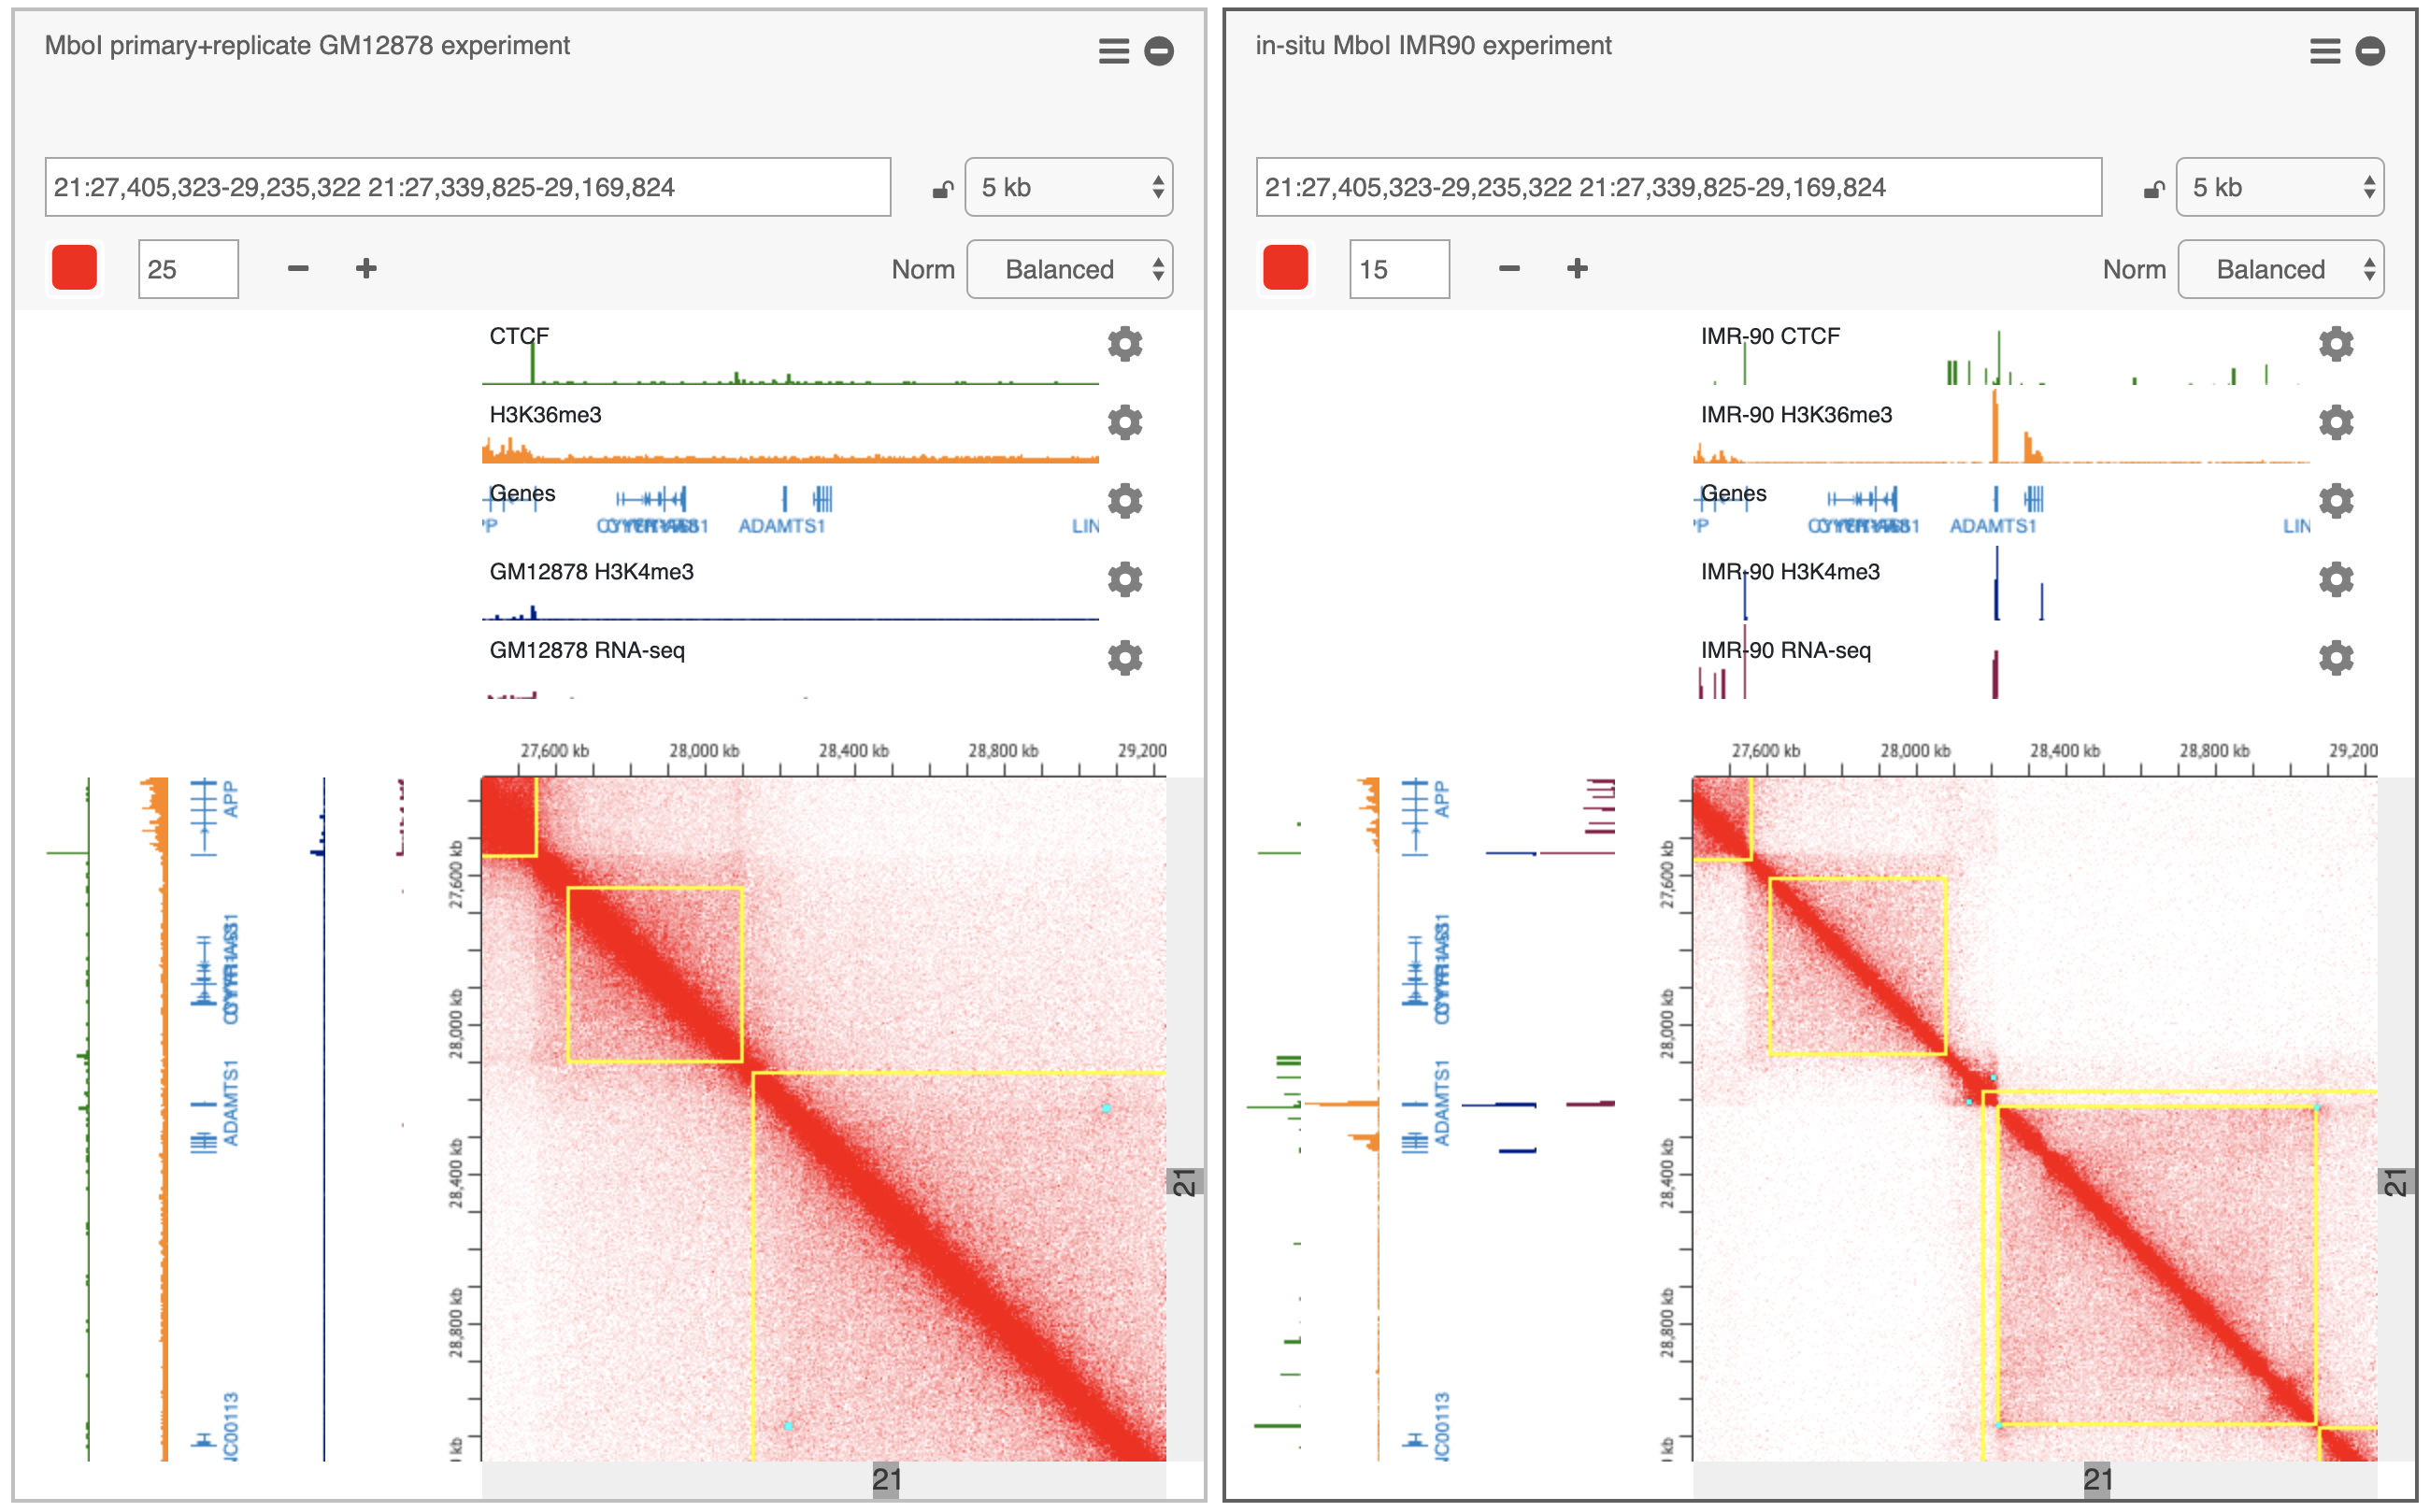 MboI primary+replicate GM12878 experiment
21:27,405,323-29,235,322 21:27,339,825-29,169,824
5 kb
25
Norm
Balanced
CTCF
H3K36me3
Genes
ADAMTS1
LIN
GM12878 H3K4me3
GM12878 RNA-seq
27,600 kb 28,000 kb 28,400 kb 28,800 kb 29,200
APP
ADAMTS1
NC00113
27,600 kb
28,000 kb
28,400 kb
28,800 kb
kb
21
21
in-situ MboI IMR90 experiment
21:27,405,323-29,235,322 21:27,339,825-29,169,824
5 kb
15
Norm
Balanced
IMR-90 CTCF
IMR-90 H3K36me3
Genes
ADAMTS1
LIN
IMR-90 H3K4me3
IMR-90 RNA-seq
27,600 kb 28,000 kb 28,400 kb 28,800 kb 29,200
APP
ADAMTS1
NC00113
27,600 kb
28,000 kb
28,400 kb
28,800 kb
kb
21
21